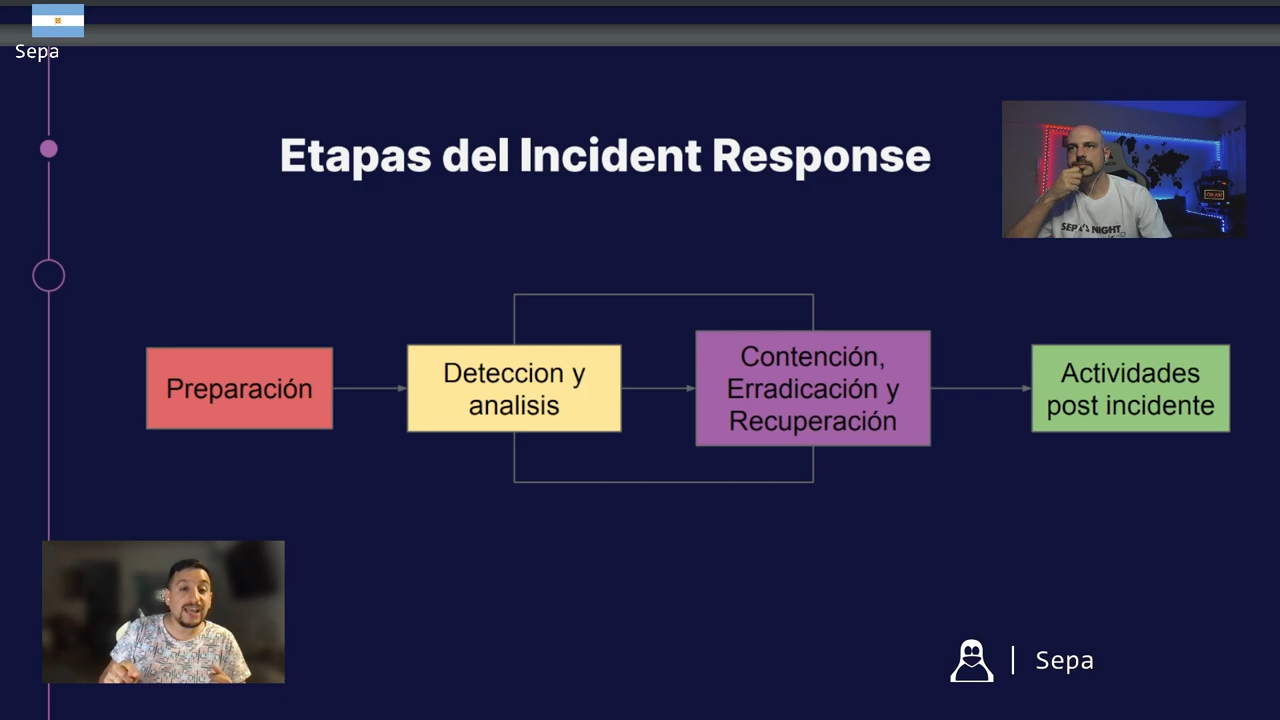 Sepa
Etapas del Incident Response
Preparación
Deteccion y
analisis
Contención,
Erradicación y
Recuperación
Actividades
post incidente
Sepa